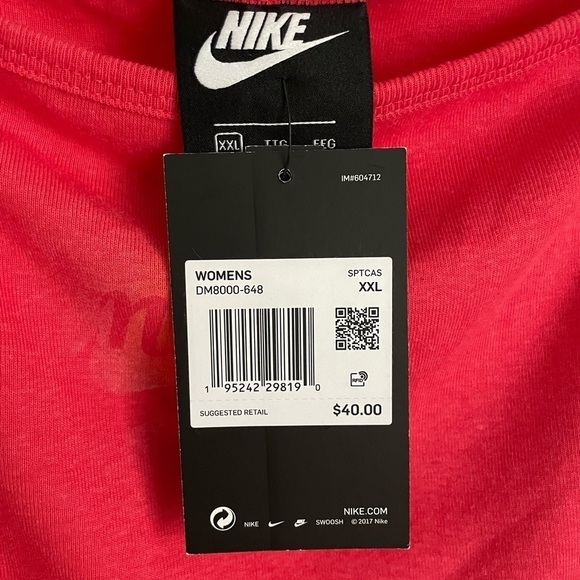 NIKE
XXL
IM#604712
WOMENS
SPTCAS
DM8000-648
XXL
1 95242 29819 0
RFID
SUGGESTED RETAIL
$40.00
NIKE.COM
NIKE SWOOSH © 2017 Nike